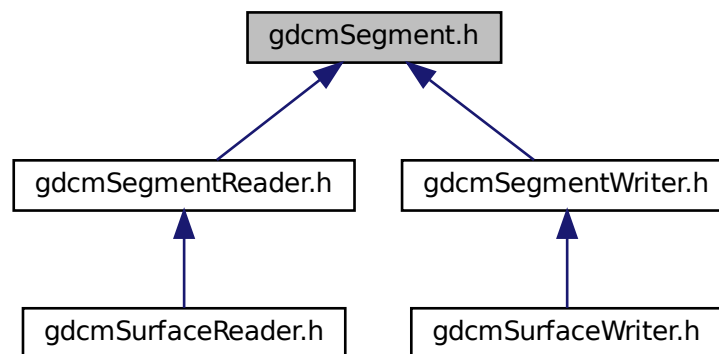 gdcmSegment.h
gdcmSegmentReader.h
gdcmSegmentWriter.h
gdcmSurfaceReader.h
gdcmSurfaceWriter.h